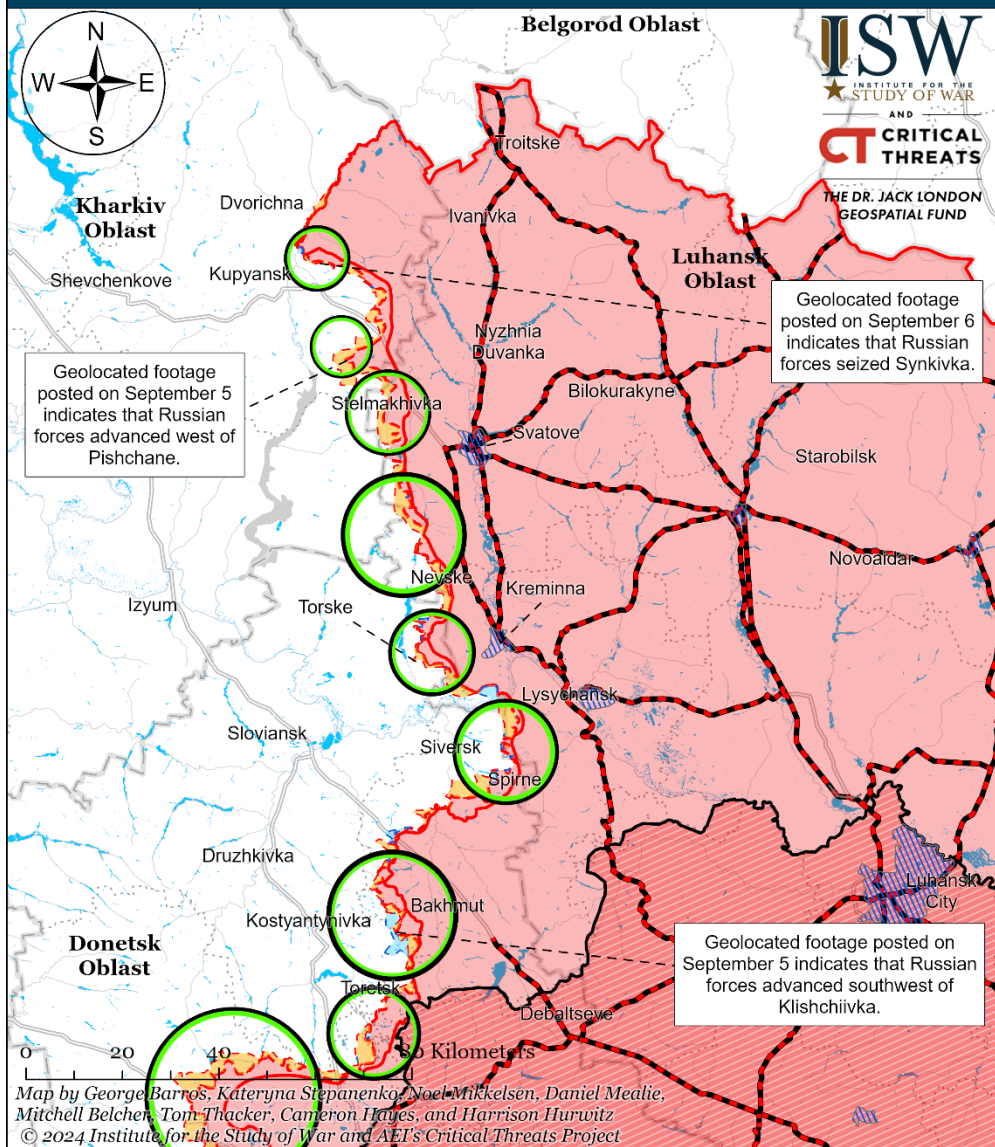 Belgorod Oblast
N
W
E
S
ISW
INSTITUTE FOR THE
STUDY OF WAR
AND
CT CRITICAL
THREATS
THE DR. JACK LONDON
GEOSPATIAL FUND
Troitske
Dvorichna
Kharkiv
Oblast
Ivanivka
Luhansk
Oblast
Shevchenkove
Kupyansk
Geolocated footage
posted on September 6
indicates that Russian
forces seized Synkivka.
Nyzhnia
Duvanka
Geolocated footage
posted on September 5
indicates that Russian
forces advanced west of
Pishchane.
Bilokurakyne
Stelmakhivka
Svatove
Starobilsk
Novoaidar
Nevske
Kreminna
Izyum
Torske
Lysychansk
Sloviansk
Siversk
Spirne
Druzhkivka
Luhansk
City
Bakhmut
Kostyantynivka
Donetsk
Oblast
Geolocated footage posted on
September 5 indicates that Russian
forces advanced southwest of
Klishchiivka.
Toretsk
Debaltseve
0 20 40 80 Kilometers
Map by George Barros, Kateryna Stepanenko, Noel Mikkelsen, Daniel Mealie,
Mitchell Belcher, Tom Thacker, Cameron Hayes, and Harrison Hurwitz
© 2024 Institute for the Study of War and AEI's Critical Threats Project